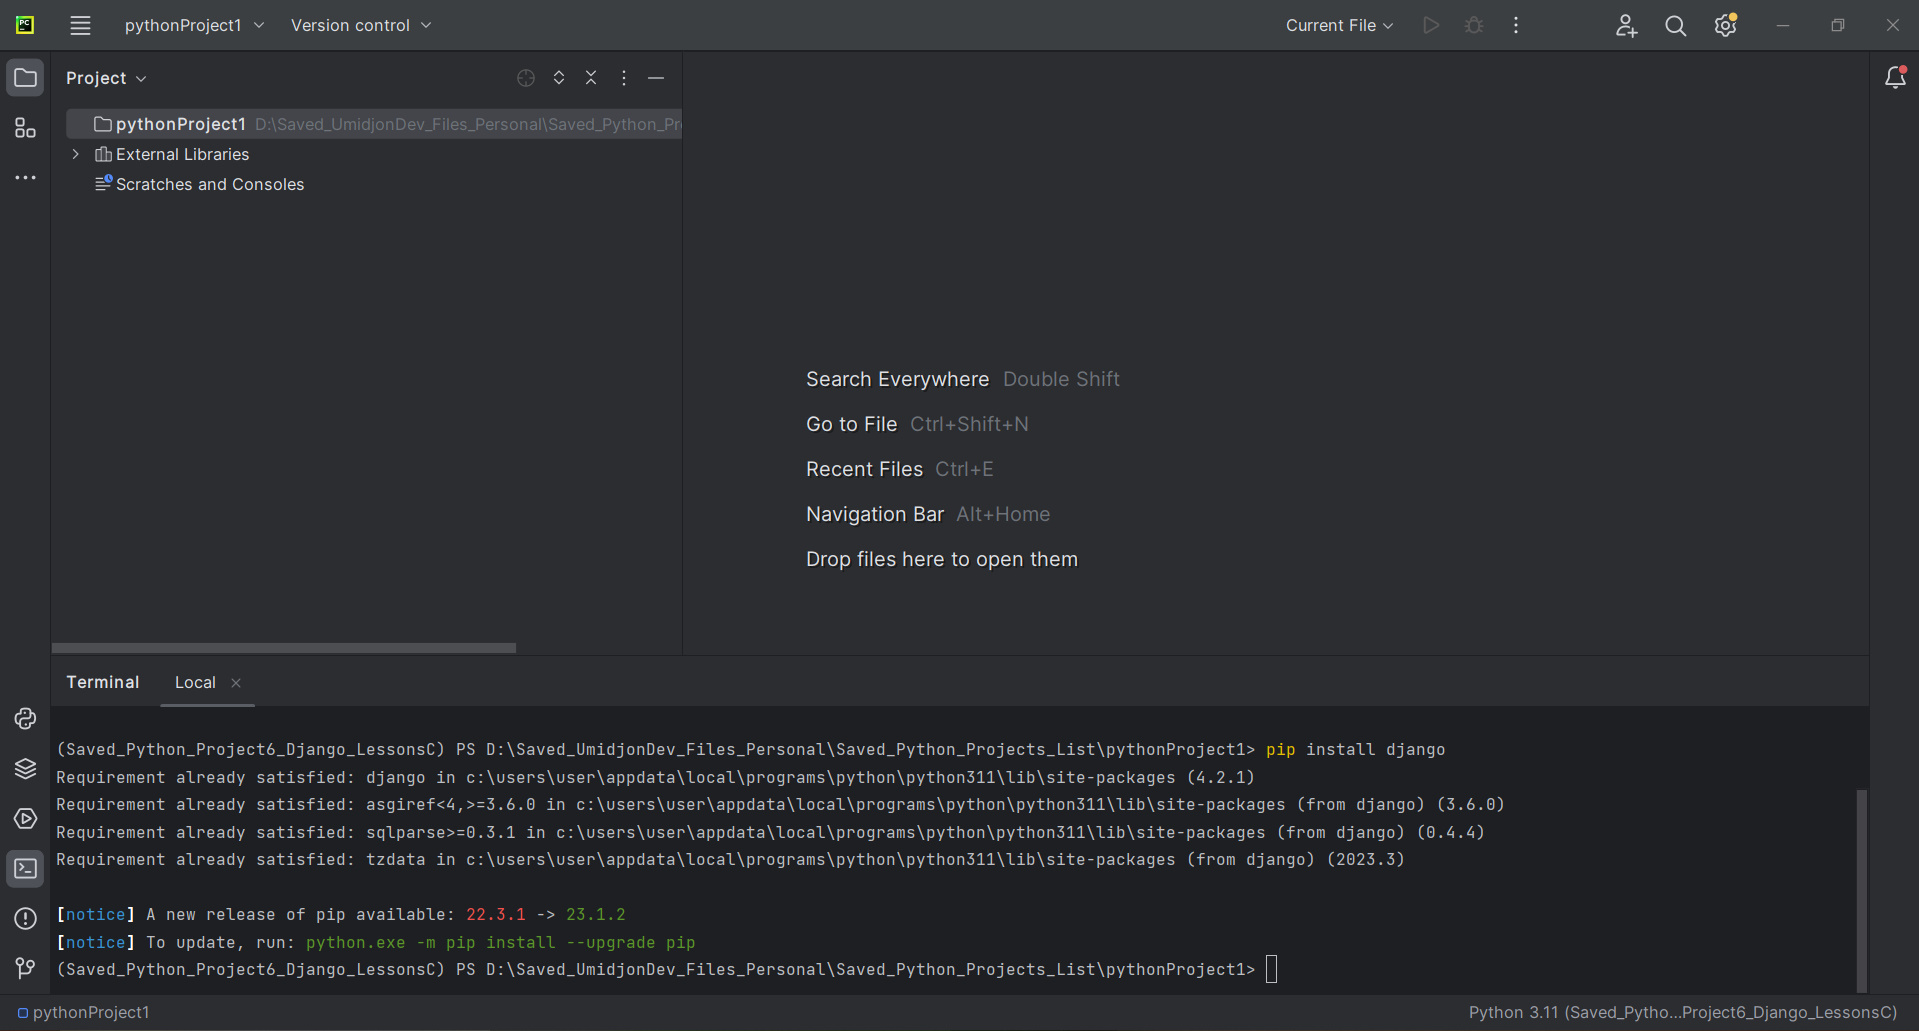 PC
pythonProject1
Version control
Current File
Project
pythonProject1 D:\Saved_UmidjonDev_Files_Personal\Saved_Python_Pr
External Libraries
Scratches and Consoles
Search Everywhere Double Shift
Go to File Ctrl+Shift+N
Recent Files Ctrl+E
Navigation Bar Alt+Home
Drop files here to open them
Terminal
Local
(Saved_Python_Project6_Django_LessonsC) PS D:\Saved_UmidjonDev_Files_Personal\Saved_Python_Projects_List\pythonProject1> pip install django
Requirement already satisfied: django in c:\users\user\appdata\local\programs\python\python311\lib\site-packages (4.2.1)
Requirement already satisfied: asgiref<4,>=3.6.0 in c:\users\user\appdata\local\programs\python\python311\lib\site-packages (from django) (3.6.0)
Requirement already satisfied: sqlparse>=0.3.1 in c:\users\user\appdata\local\programs\python\python311\lib\site-packages (from django) (0.4.4)
Requirement already satisfied: tzdata in c:\users\user\appdata\local\programs\python\python311\lib\site-packages (from django) (2023.3)
[notice] A new release of pip available: 22.3.1 -> 23.1.2
[notice] To update, run: python.exe -m pip install --upgrade pip
(Saved_Python_Project6_Django_LessonsC) PS D:\Saved_UmidjonDev_Files_Personal\Saved_Python_Projects_List\pythonProject1>
pythonProject1
Python 3.11 (Saved_Pytho...Project6_Django_LessonsC)